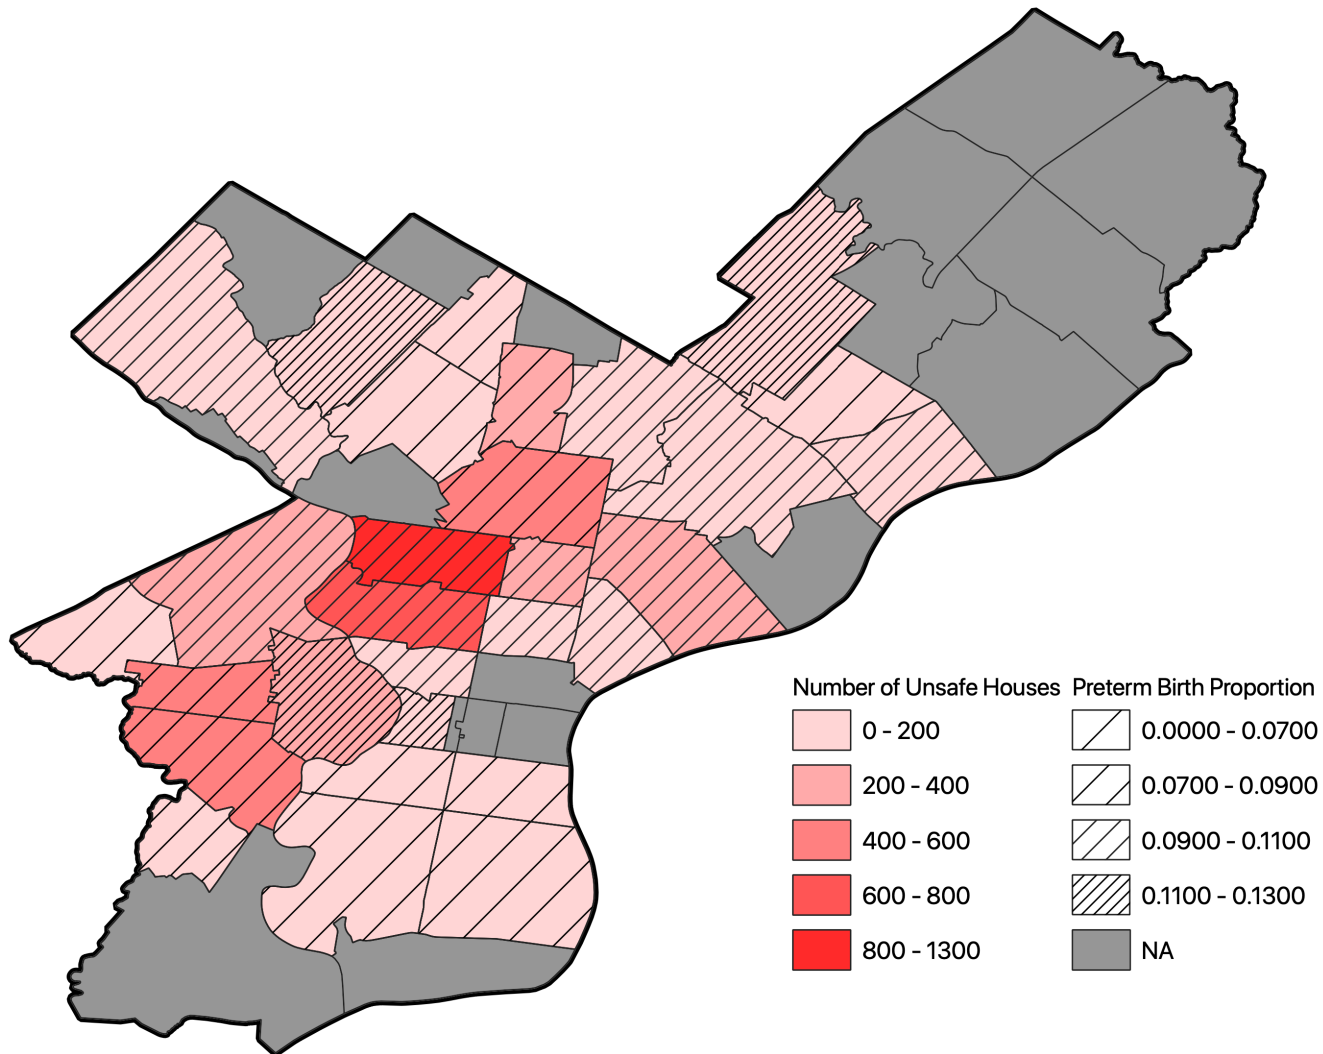 Number of Unsafe Houses
0 - 200
200 - 400
400 - 600
600 - 800
800 - 1300
Preterm Birth Proportion
0.0000 - 0.0700
0.0700 - 0.0900
0.0900 - 0.1100
0.1100 - 0.1300
NA